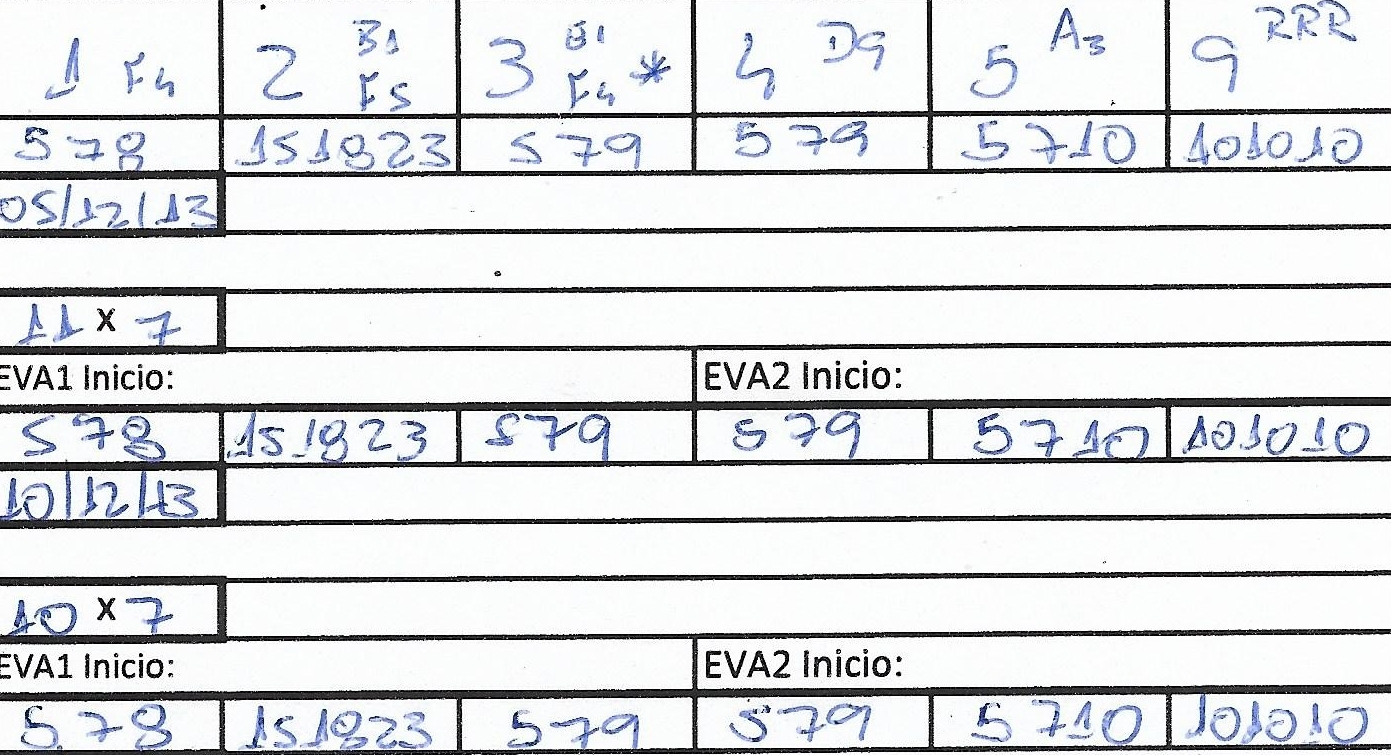 1 F4 2 B1 F5 3 B1 F4 * 4 D9 5 A3 9 RRR
578 151823 579 579 5710 101010
05/12/13
11 x 7
EVA1 Inicio: EVA2 Inicio:
578 151823 579 579 5710 101010
10/12/13
10 x 7
EVA1 Inicio: EVA2 Inicio:
578 151823 579 579 5710 101010